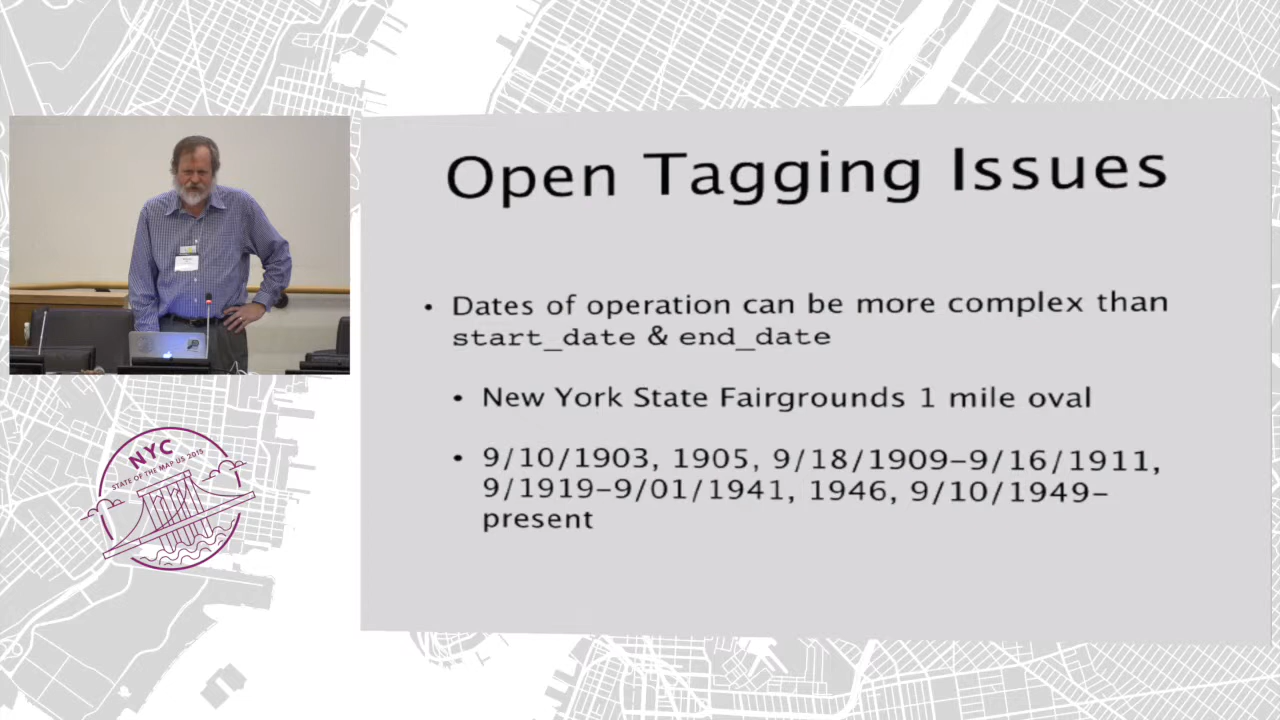 Open Tagging Issues
• Dates of operation can be more complex than
start_date & end_date
• New York State Fairgrounds 1 mile oval
• 9/10/1903, 1905, 9/18/1909–9/16/1911,
9/1919–9/01/1941, 1946, 9/10/1949–
present
NYC
STATE OF THE MAP US 2015